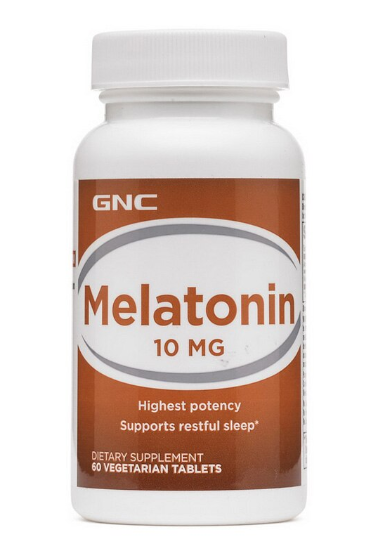 GNC
Melatonin
10 MG
Highest potency
Supports restful sleep*
DIETARY SUPPLEMENT
60 VEGETARIAN TABLETS